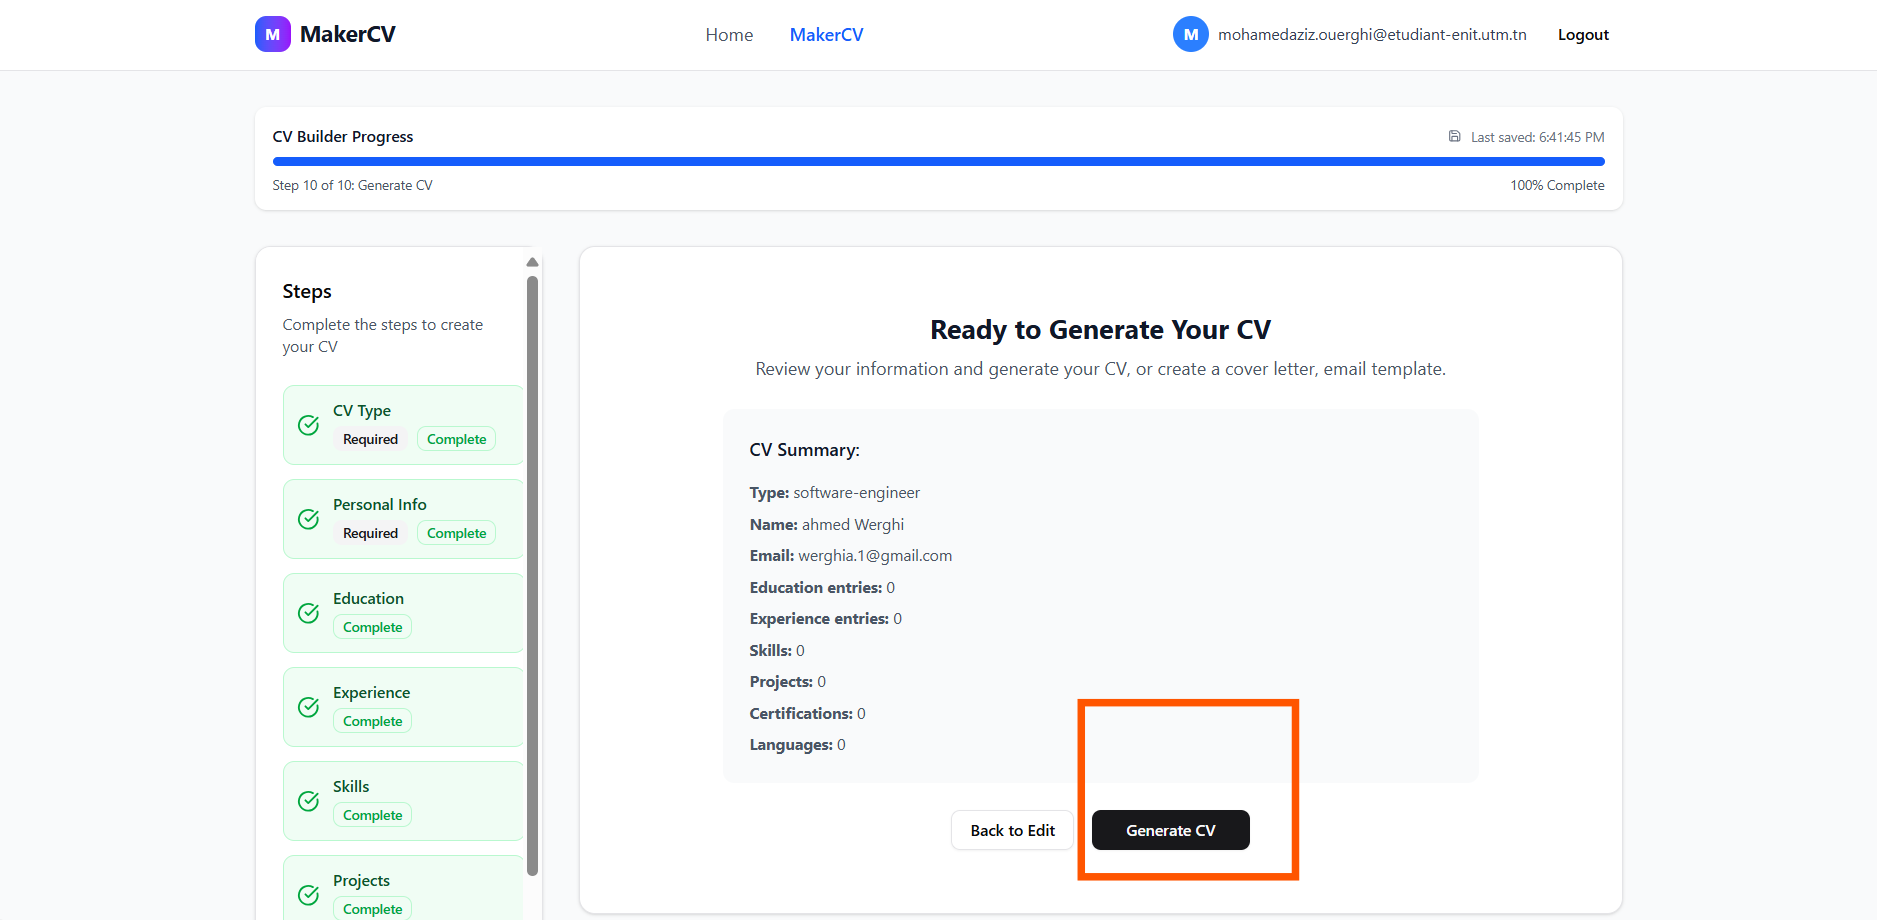 M MakerCV
Home MakerCV
M mohamedaziz.ouerghi@etudiant-enit.utm.tn Logout
CV Builder Progress
Last saved: 6:41:45 PM
Step 10 of 10: Generate CV
100% Complete
Steps
Complete the steps to create
your CV
CV Type
Required Complete
Personal Info
Required Complete
Education
Complete
Experience
Complete
Skills
Complete
Projects
Complete
Ready to Generate Your CV
Review your information and generate your CV, or create a cover letter, email template.
CV Summary:
Type: software-engineer
Name: ahmed Werghi
Email: werghia.1@gmail.com
Education entries: 0
Experience entries: 0
Skills: 0
Projects: 0
Certifications: 0
Languages: 0
Back to Edit Generate CV